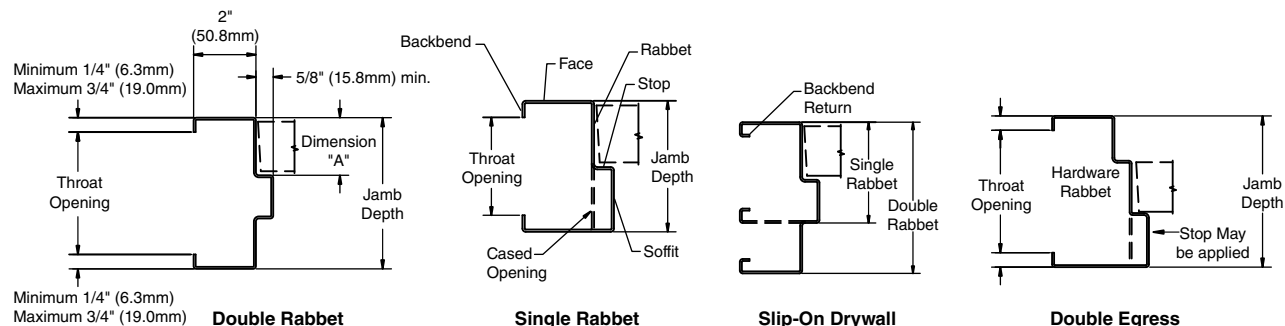 2"
(50.8mm)
Minimum 1/4" (6.3mm)
Maximum 3/4" (19.0mm)
5/8" (15.8mm) min.
Dimension
"A"
Throat
Opening
Jamb
Depth
Minimum 1/4" (6.3mm)
Maximum 3/4" (19.0mm)
Double Rabbet
Backbend
Face
Rabbet
Stop
Throat
Opening
Jamb
Depth
Cased
Opening
Soffit
Single Rabbet
Backbend
Return
Single
Rabbet
Double
Rabbet
Slip-On Drywall
Throat
Opening
Hardware
Rabbet
Jamb
Depth
Stop May
be applied
Double Egress